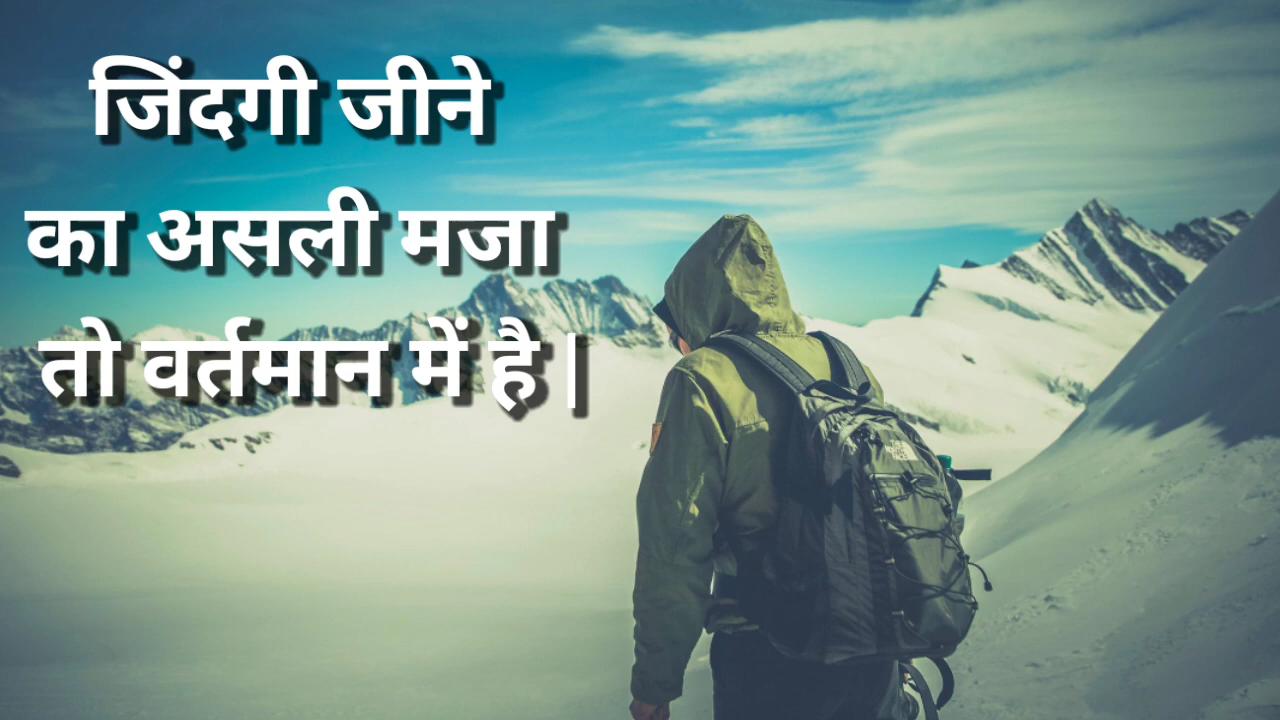 जिंदगी जीने
का असली मजा
तो वर्तमान में है |